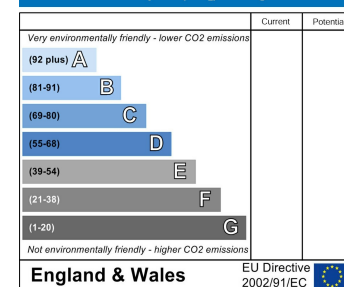 Current Potential
Very environmentally friendly - lower CO2 emissions
(92 plus) A
(81-91) B
(69-80) C
(55-68) D
(39-54) E
(21-38) F
(1-20) G
Not environmentally friendly - higher CO2 emissions
England & Wales
EU Directive
2002/91/EC